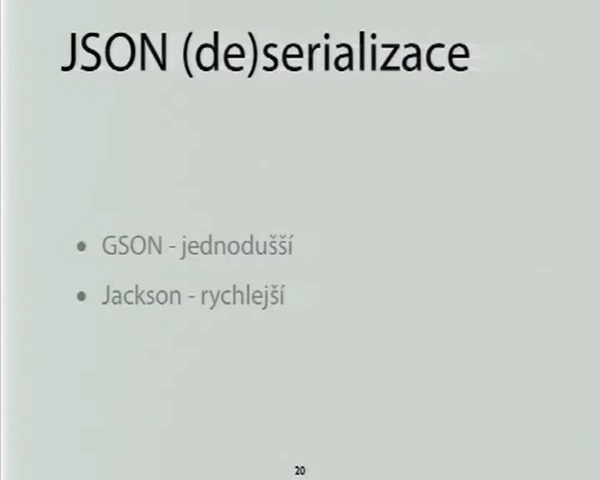 JSON (de)serializace
• GSON - jednodušší
• Jackson - rychlejší
20